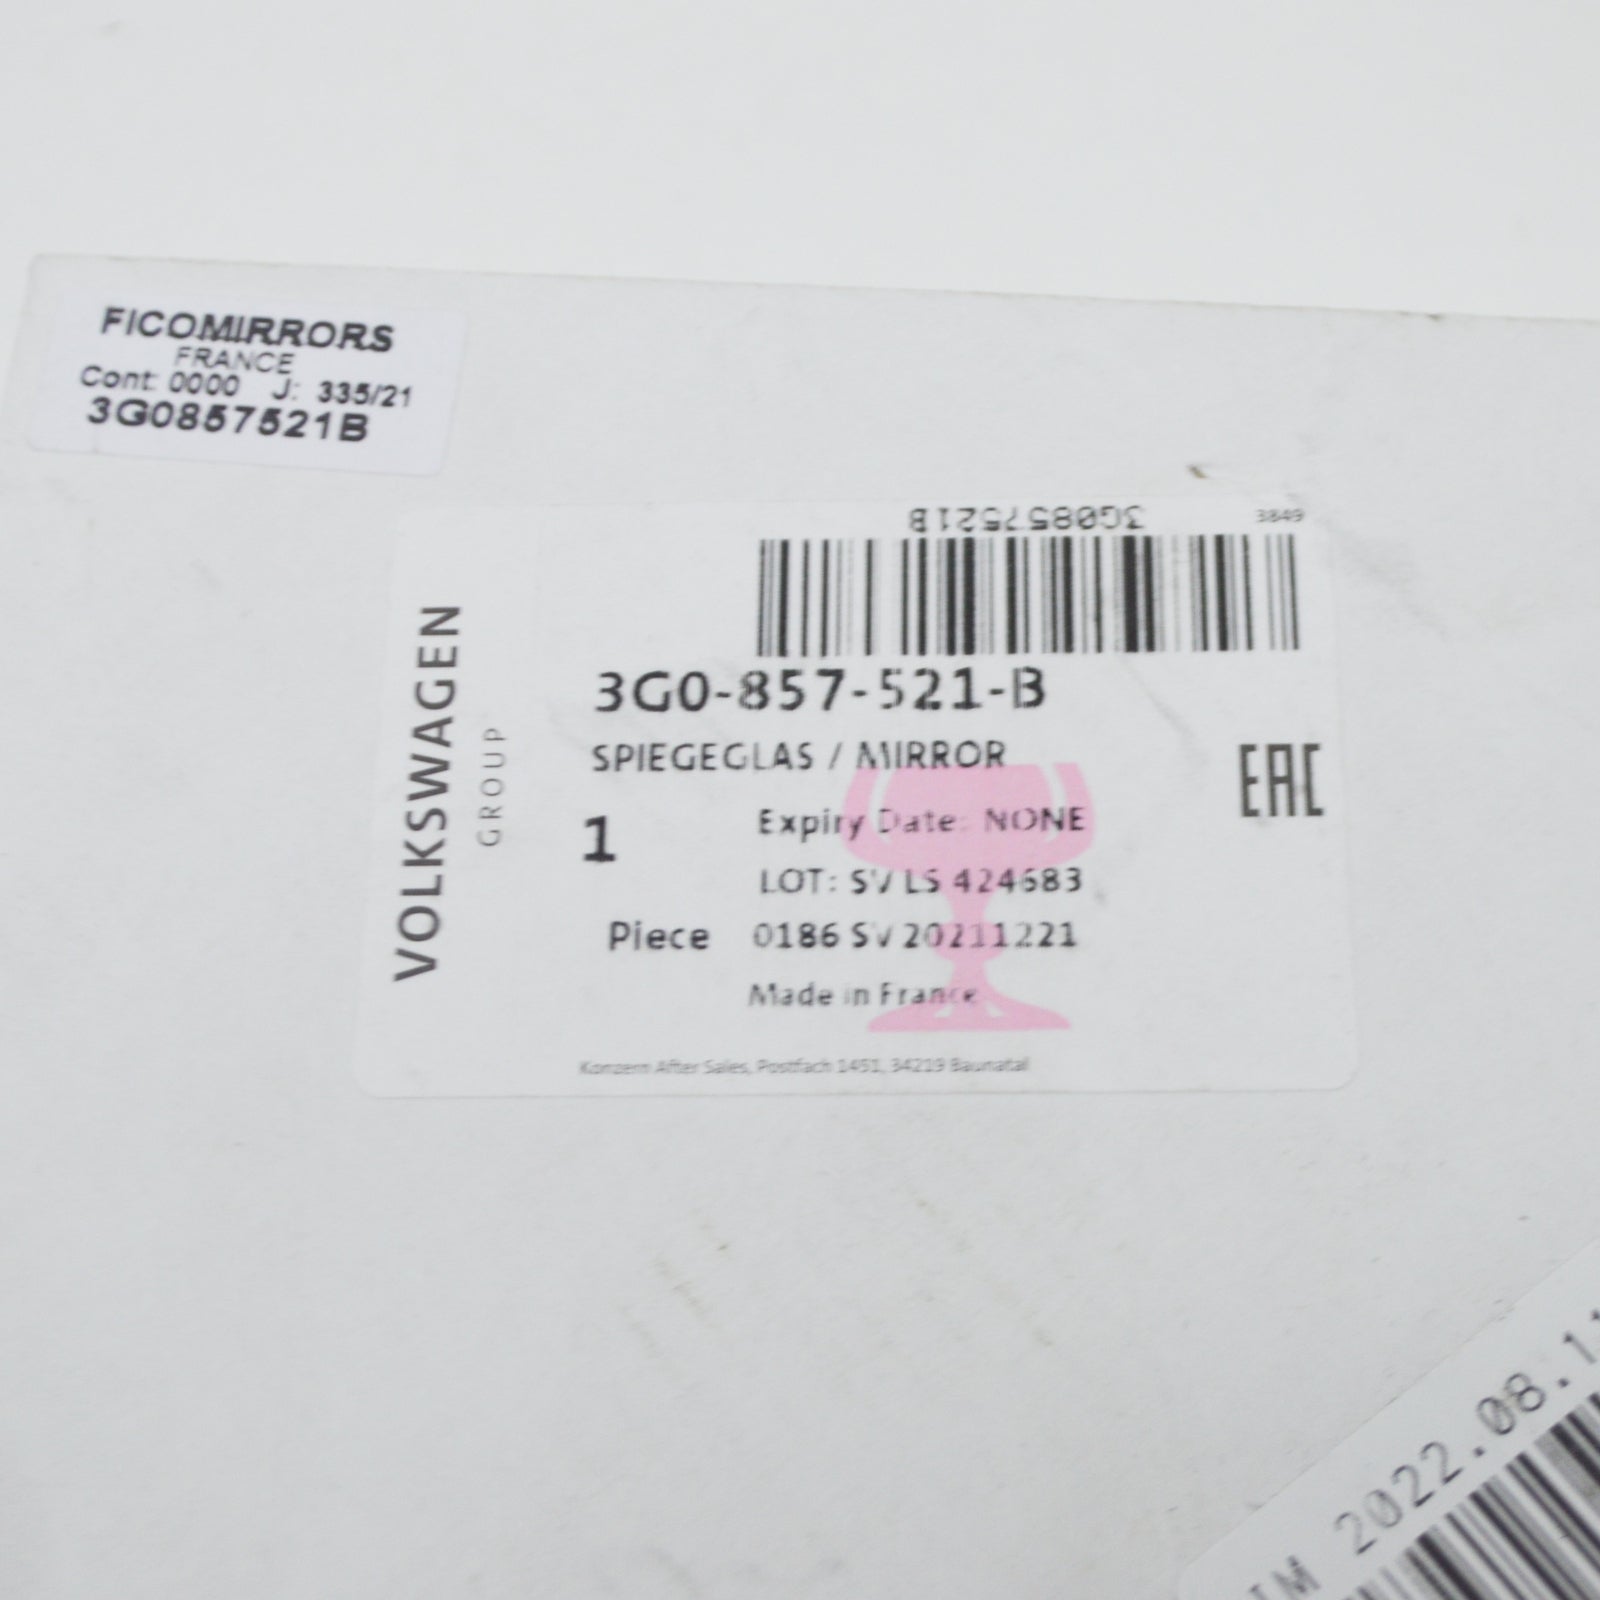 FICOMIRRORS
FRANCE
Cont: 0000 J: 335/21
3G0857521B
3G0857521B
3849
VOLKSWAGEN
GROUP
3G0-857-521-B
SPIEGEGLAS / MIRROR
EAC
1
Expiry Date: NONE
LOT: SV LS 424683
Piece
0186 SV 20211221
Made in France
Konzern After Sales, Postfach 1451, 34219 Baunatal
2022.08.11